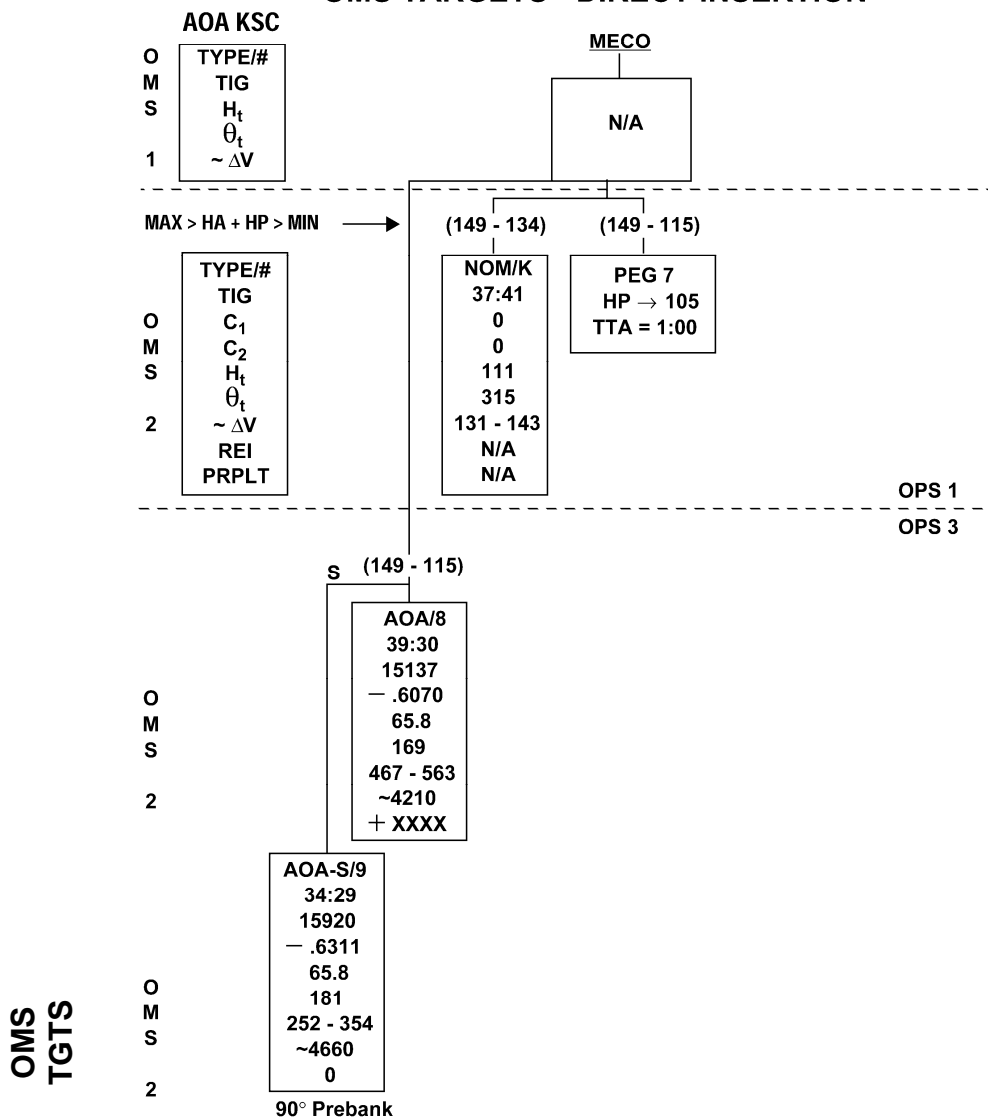 OMS TARGETS - DIRECT INSERTION
AOA KSC
MECO
O
M
S
1
TYPE/#
TIG
Ht
θt
~ ΔV
N/A
MAX > HA + HP > MIN
(149 - 134)
(149 - 115)
O
M
S
2
TYPE/#
TIG
C1
C2
Ht
θt
~ ΔV
REI
PRPLT
NOM/K
37:41
0
0
111
315
131 - 143
N/A
N/A
PEG 7
HP → 105
TTA = 1:00
OPS 1
OPS 3
S
(149 - 115)
O
M
S
2
AOA/8
39:30
15137
− .6070
65.8
169
467 - 563
~4210
+ XXXX
O
M
S
2
AOA-S/9
34:29
15920
− .6311
65.8
181
252 - 354
~4660
0
90° Prebank
OMS
TGTS